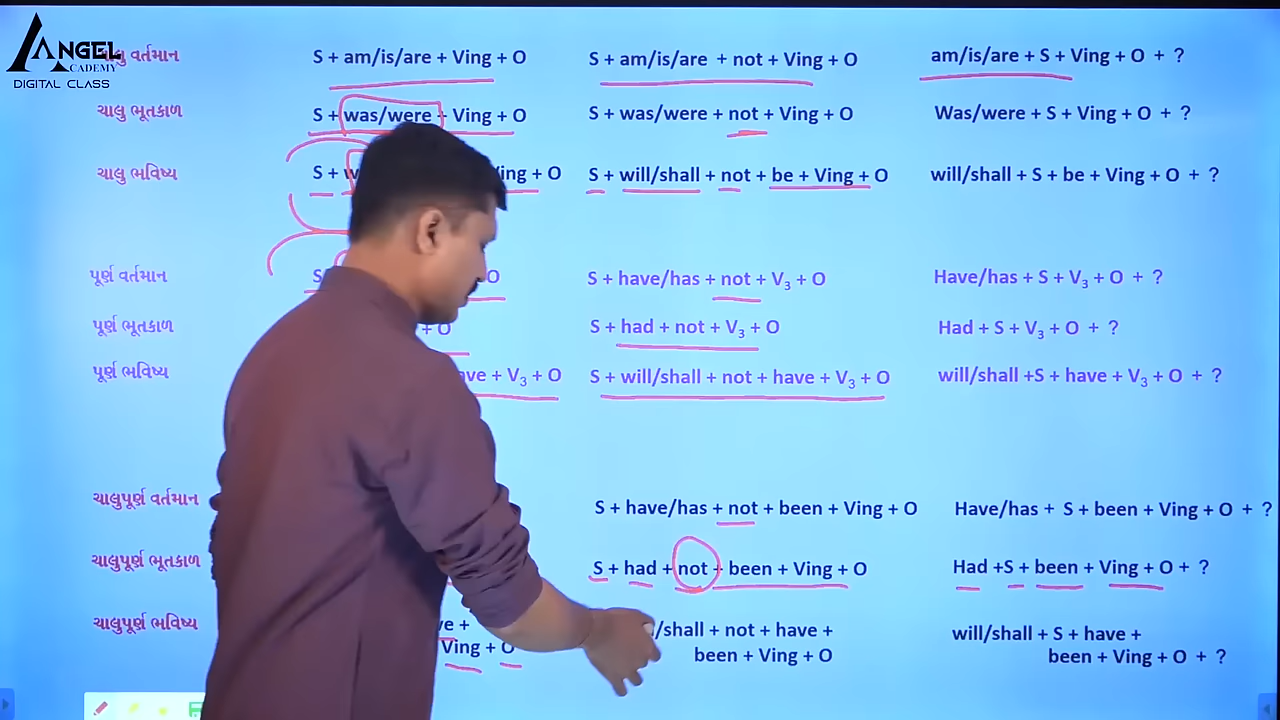 ANGEL
ACADEMY
DIGITAL CLASS
વર્તમાન S + am/is/are + Ving + O S + am/is/are + not + Ving + O am/is/are + S + Ving + O + ?
ચાલુ ભૂતકાળ S + was/were + Ving + O S + was/were + not + Ving + O Was/were + S + Ving + O + ?
ચાલુ ભવિષ્ય S + ing + O S + will/shall + not + be + Ving + O will/shall + S + be + Ving + O + ?
પૂર્ણ વર્તમાન S O S + have/has + not + V₃ + O Have/has + S + V₃ + O + ?
પૂર્ણ ભૂતકાળ + O S + had + not + V₃ + O Had + S + V₃ + O + ?
પૂર્ણ ભવિષ્ય ave + V₃ + O S + will/shall + not + have + V₃ + O will/shall +S + have + V₃ + O + ?
ચાલુપૂર્ણ વર્તમાન S + have/has + not + been + Ving + O Have/has + S + been + Ving + O + ?
ચાલુપૂર્ણ ભૂતકાળ S + had + not + been + Ving + O Had +S + been + Ving + O + ?
ચાલુપૂર્ણ ભવિષ્ય ve + /shall + not + have + will/shall + S + have +
Ving + O been + Ving + O been + Ving + O + ?